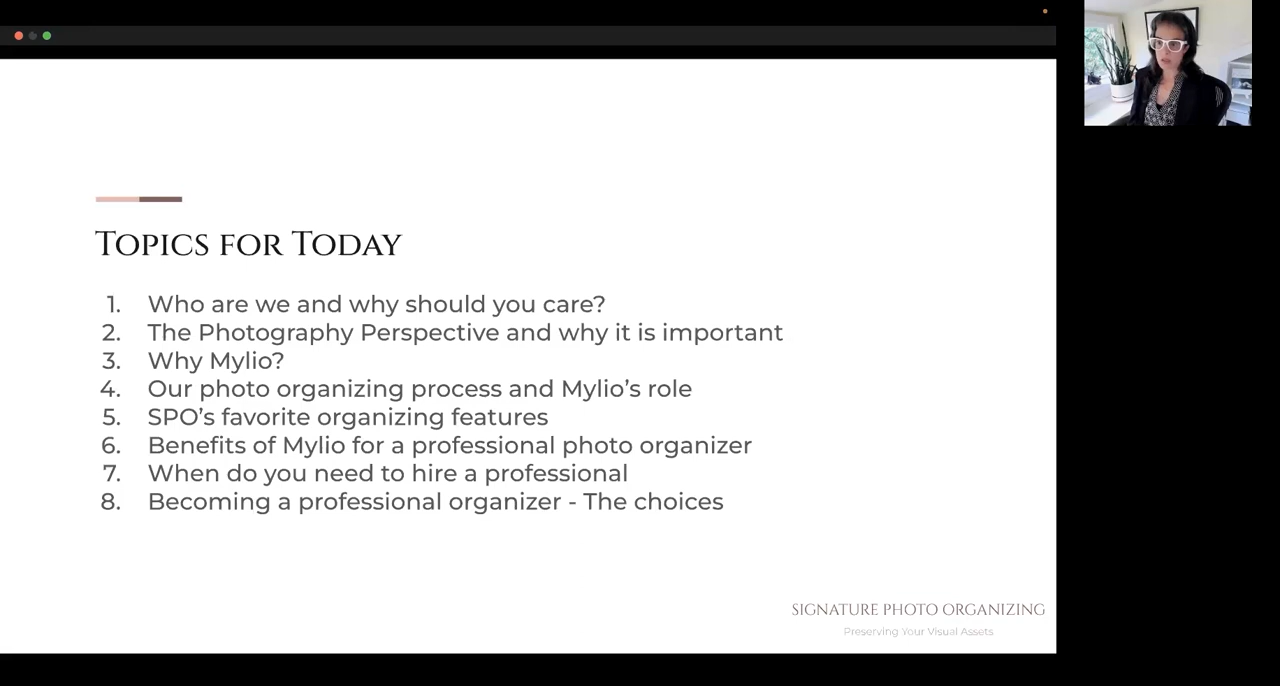 Topics for Today
1. Who are we and why should you care?
2. The Photography Perspective and why it is important
3. Why Mylio?
4. Our photo organizing process and Mylio's role
5. SPO's favorite organizing features
6. Benefits of Mylio for a professional photo organizer
7. When do you need to hire a professional
8. Becoming a professional organizer - The choices
SIGNATURE PHOTO ORGANIZING
Preserving Your Visual Assets